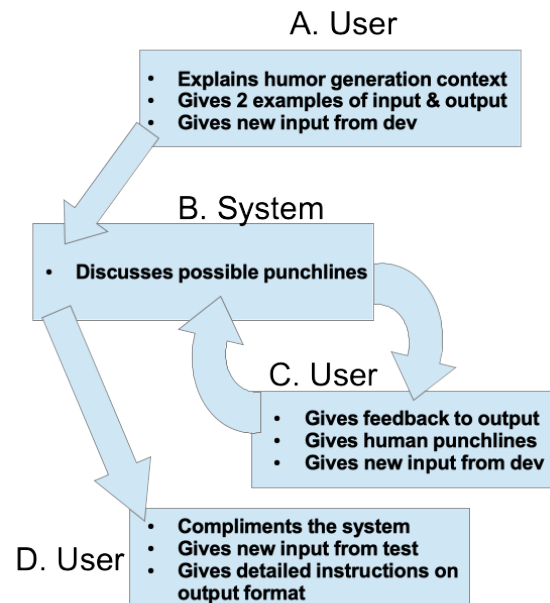 A. User
• Explains humor generation context
• Gives 2 examples of input & output
• Gives new input from dev
B. System
• Discusses possible punchlines
C. User
• Gives feedback to output
• Gives human punchlines
• Gives new input from dev
D. User
• Compliments the system
• Gives new input from test
• Gives detailed instructions on
output format